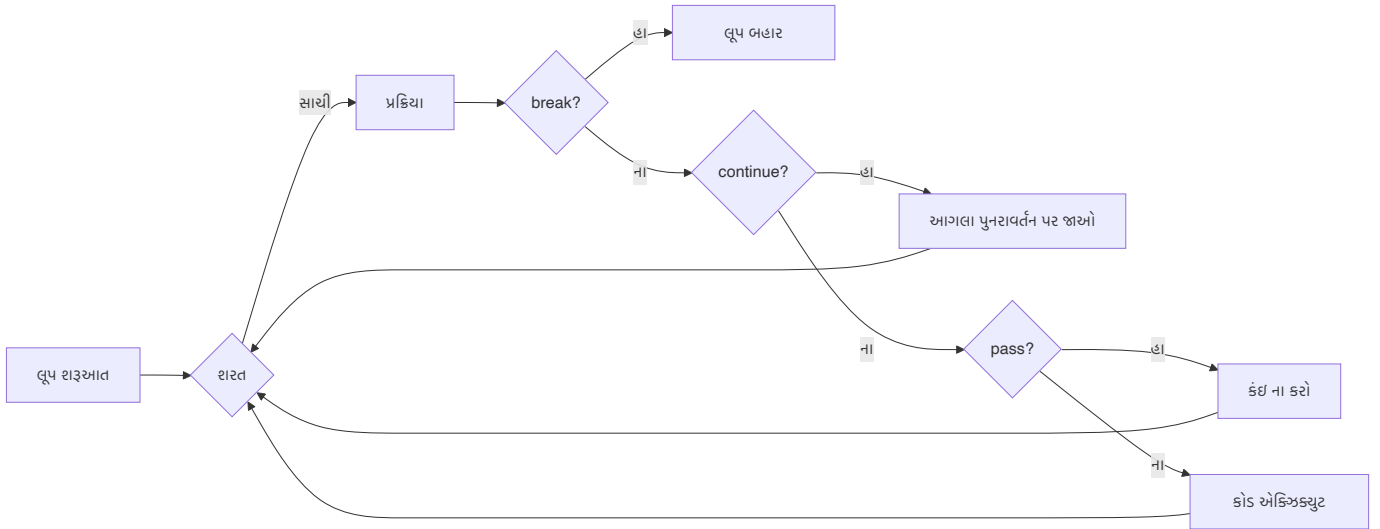 લૂપ શરૂઆત
શરત
સાચી
પ્રક્રિયા
break?
હા
લૂપ બહાર
ના
continue?
હા
આગલા પુનરાવર્તન પર જાઓ
ના
pass?
હા
કંઈ ના કરો
ના
કોડ એક્ઝિક્યુટ